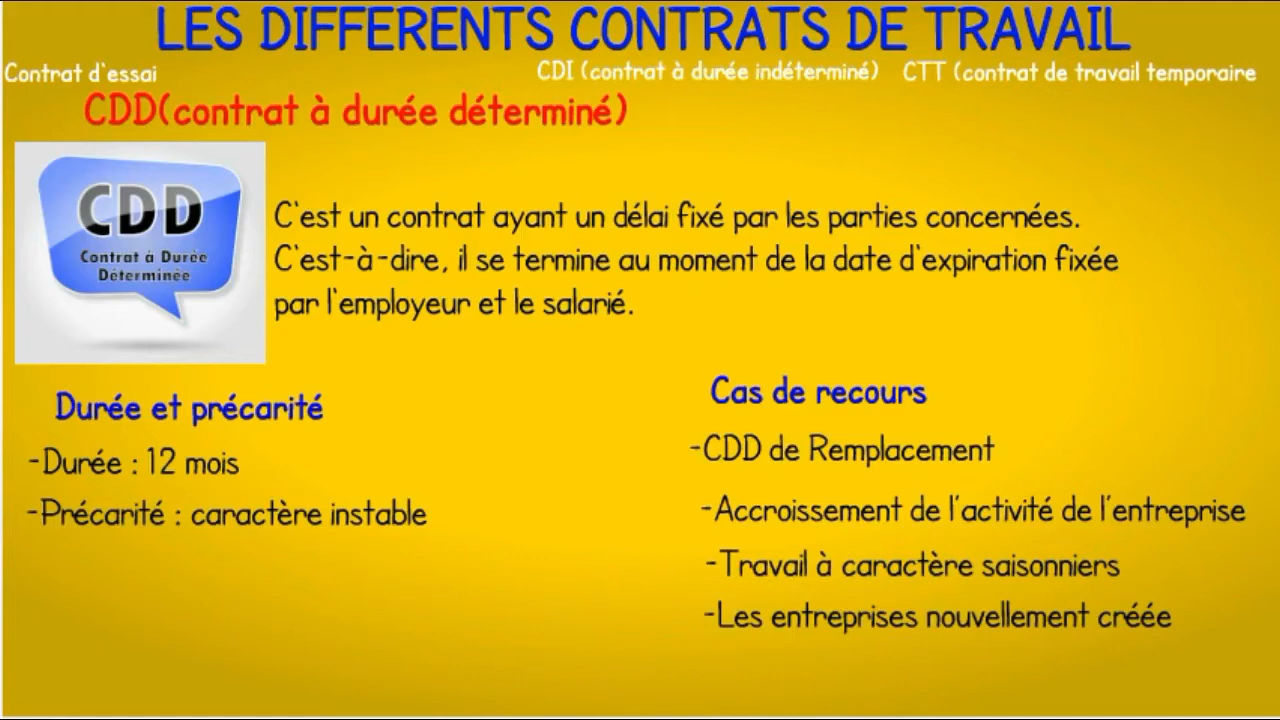 LES DIFFERENTS CONTRATS DE TRAVAIL
Contrat d'essai
CDI (contrat à durée indéterminé)
CTT (contrat de travail temporaire
CDD(contrat à durée déterminé)
CDD
Contrat à Durée
Déterminée
C'est un contrat ayant un délai fixé par les parties concernées.
C'est-à-dire, il se termine au moment de la date d'expiration fixée
par l'employeur et le salarié.
Durée et précarité
-Durée : 12 mois
-Précarité : caractère instable
Cas de recours
-CDD de Remplacement
-Accroissement de l'activité de l'entreprise
-Travail à caractère saisonniers
-Les entreprises nouvellement créée